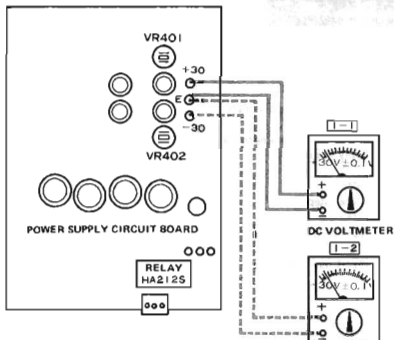 VR401
+30
E
-30
VR402
1-1
30V±0.1
+
-
DC VOLTMETER
POWER SUPPLY CIRCUIT BOARD
1-2
30V±0.1
+
-
RELAY
HA212S